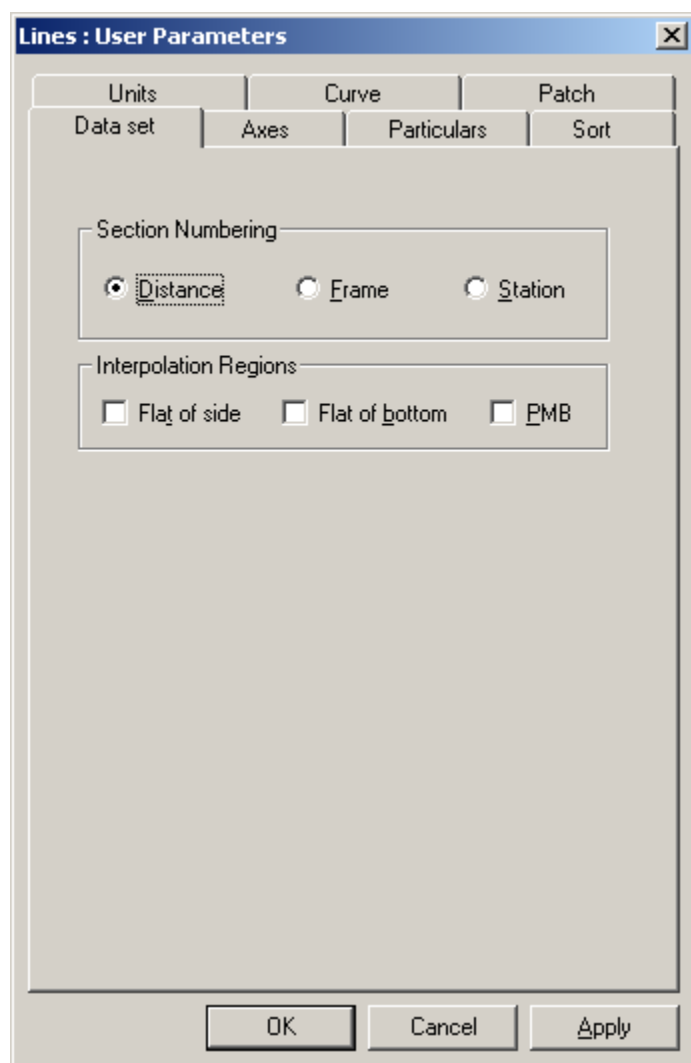 Lines : User Parameters
Units Curve Patch
Data set Axes Particulars Sort
Section Numbering
Distance Frame Station
Interpolation Regions
Flat of side Flat of bottom PMB
OK Cancel Apply